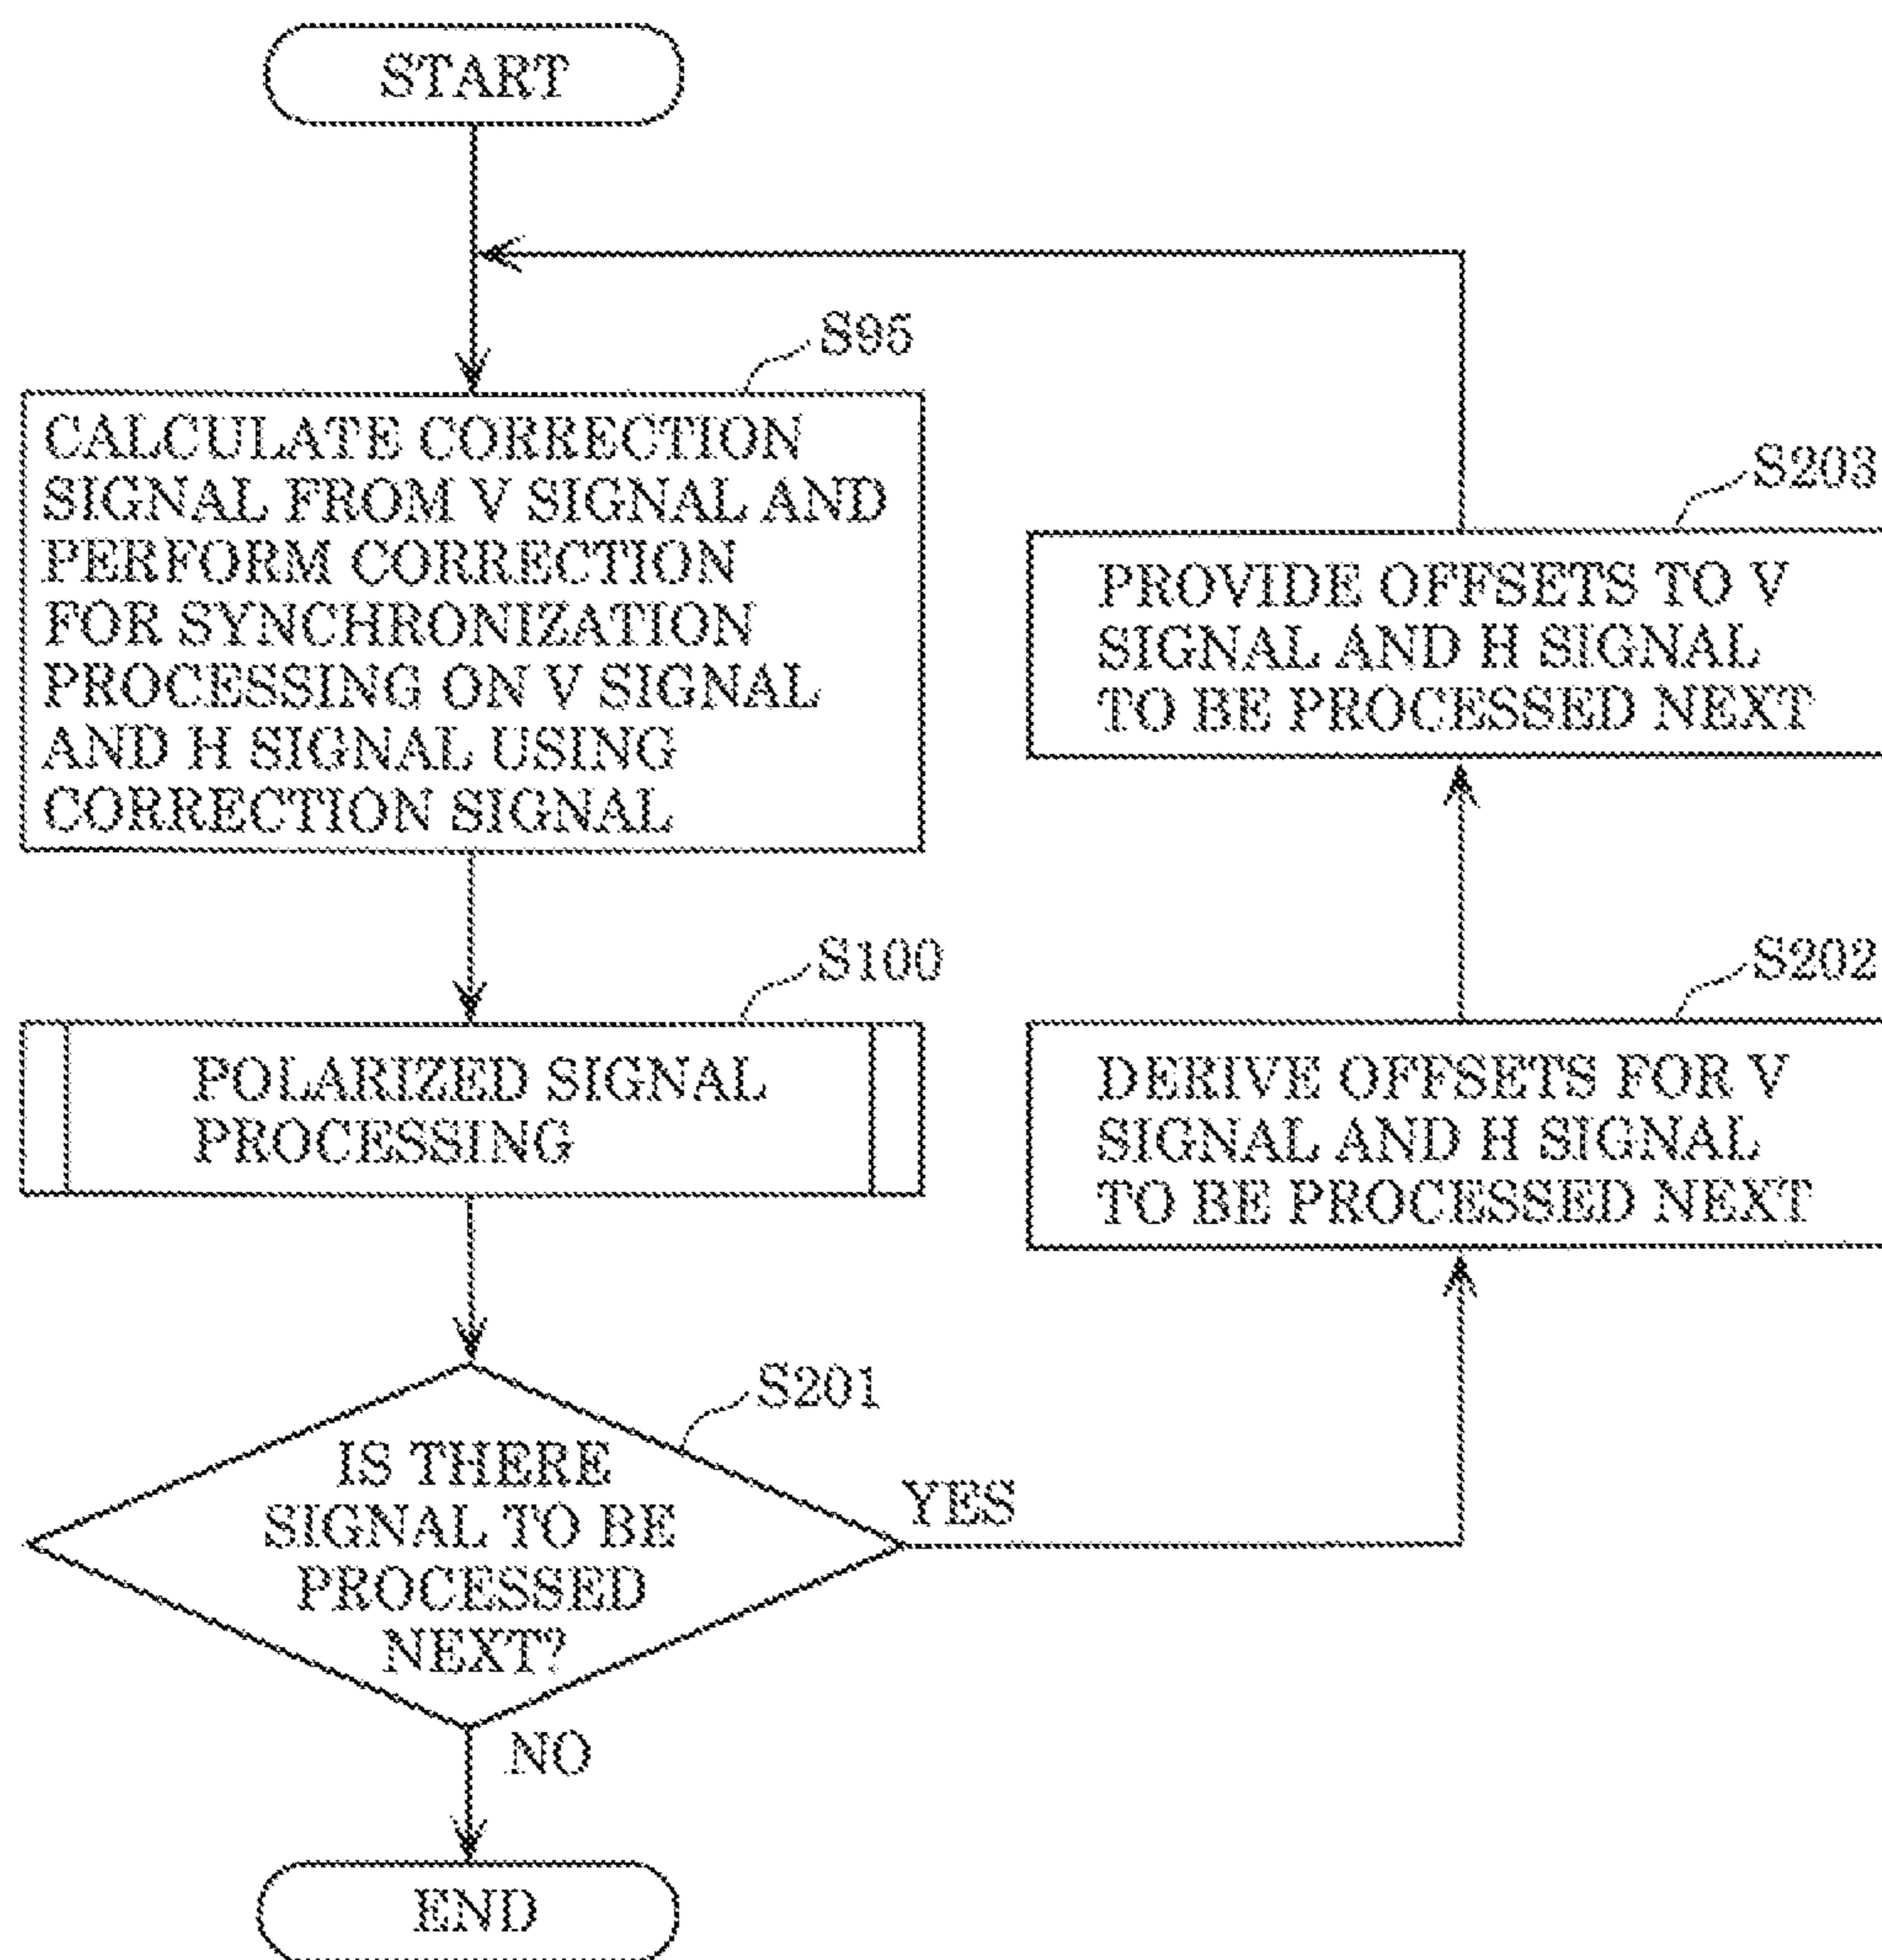 START
S95
CALCULATE CORRECTION
SIGNAL FROM V SIGNAL AND
PERFORM CORRECTION
FOR SYNCHRONIZATION
PROCESSING ON V SIGNAL
AND H SIGNAL USING
CORRECTION SIGNAL
S100
POLARIZED SIGNAL
PROCESSING
S201
IS THERE
SIGNAL TO BE
PROCESSED
NEXT?
YES
NO
END
S203
PROVIDE OFFSETS TO V
SIGNAL AND H SIGNAL
TO BE PROCESSED NEXT
S202
DERIVE OFFSETS FOR V
SIGNAL AND H SIGNAL
TO BE PROCESSED NEXT